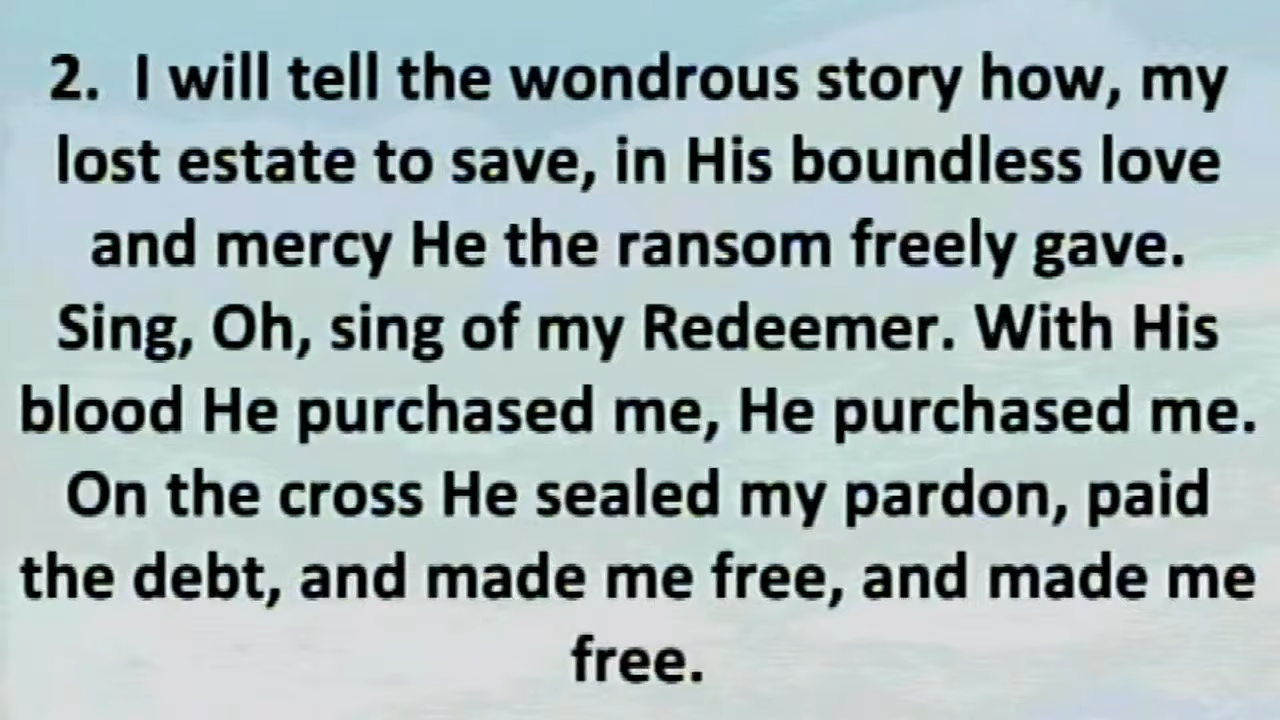 2.  I will tell the wondrous story how, my
lost estate to save, in His boundless love
and mercy He the ransom freely gave.
Sing, Oh, sing of my Redeemer. With His
blood He purchased me, He purchased me.
On the cross He sealed my pardon, paid
the debt, and made me free, and made me
free.